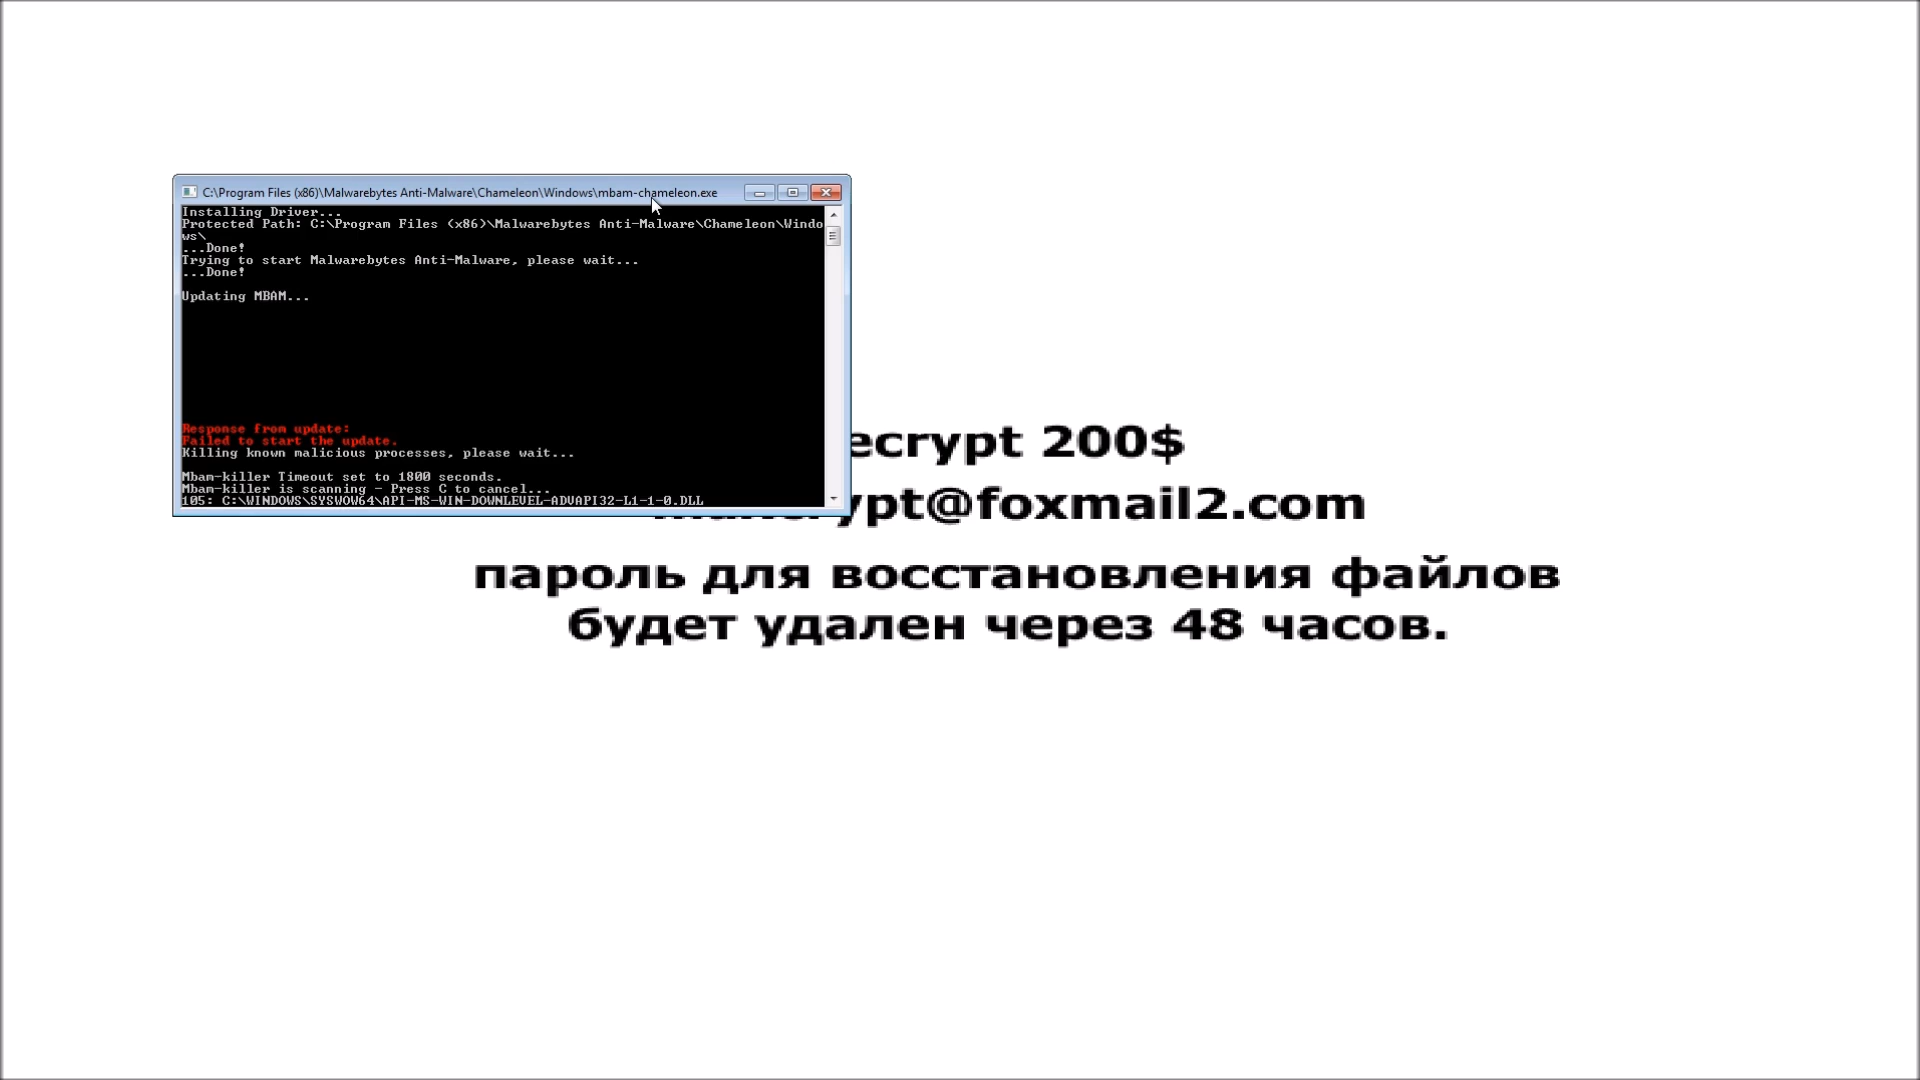 C:\Program Files (x86)\Malwarebytes Anti-Malware\Chameleon\Windows\mbam-chameleon.exe
Installing Driver...
Protected Path: C:\Program Files (x86)\Malwarebytes Anti-Malware\Chameleon\Windo
ws\
...Done!
Trying to start Malwarebytes Anti-Malware, please wait...
...Done!
Updating MBAM...
Response from update:
Failed to start the update.
Killing known malicious processes, please wait...
Mbam-killer Timeout set to 1800 seconds.
Mbam-killer is scanning - Press C to cancel...
105: C:\WINDOWS\SYSWOW64\API-MS-WIN-DOWNLEVEL-ADVAPI32-L1-1-0.DLL
ecrypt 200$
ypt@foxmail2.com
пароль для восстановления файлов
будет удален через 48 часов.